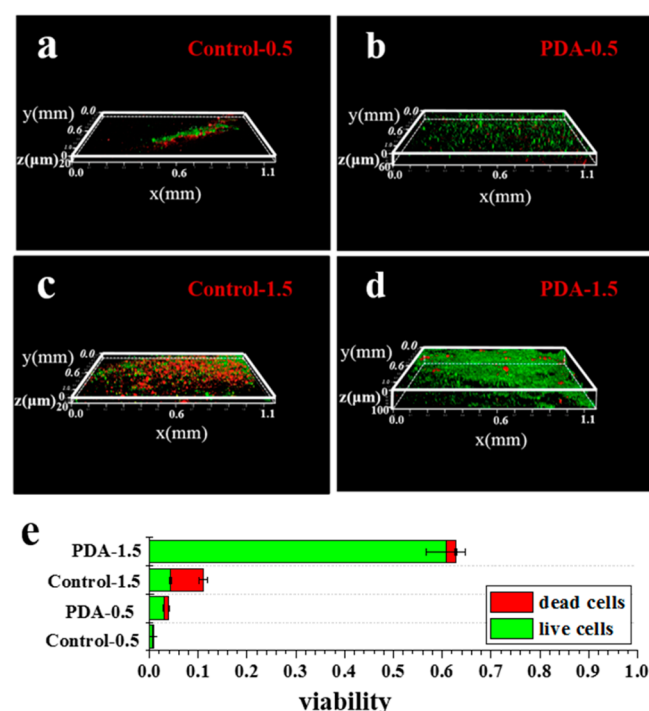 a Control-0.5
y(mm)
0.0
0.6
z(μm)
0
20
0.0 0.6 1.1
x(mm)
b PDA-0.5
y(mm)
0.0
0.6
z(μm)
0
60
0.0 0.6 1.1
x(mm)
c Control-1.5
y(mm)
0.0
0.6
z(μm)
0
20
0.0 0.6 1.1
x(mm)
d PDA-1.5
y(mm)
0.0
0.6
z(μm)
0
100
0.0 0.6 1.1
x(mm)
e
PDA-1.5
Control-1.5
PDA-0.5
Control-0.5
dead cells
live cells
0.0 0.1 0.2 0.3 0.4 0.5 0.6 0.7 0.8 0.9 1.0
viability